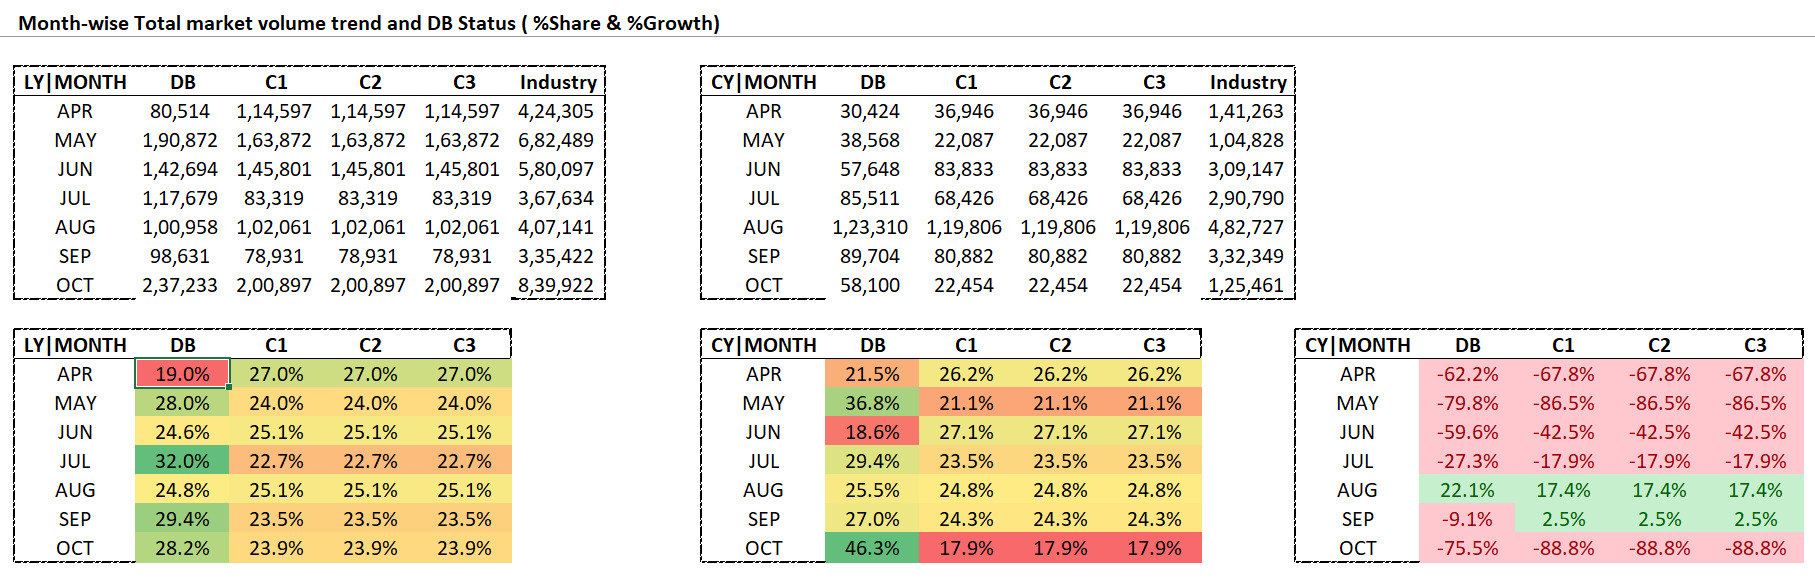 Month-wise Total market volume trend and DB Status ( %Share & %Growth)
LY|MONTH DB C1 C2 C3 Industry
APR 80,514 1,14,597 1,14,597 1,14,597 4,24,305
MAY 1,90,872 1,63,872 1,63,872 1,63,872 6,82,489
JUN 1,42,694 1,45,801 1,45,801 1,45,801 5,80,097
JUL 1,17,679 83,319 83,319 83,319 3,67,634
AUG 1,00,958 1,02,061 1,02,061 1,02,061 4,07,141
SEP 98,631 78,931 78,931 78,931 3,35,422
OCT 2,37,233 2,00,897 2,00,897 2,00,897 8,39,922
CY|MONTH DB C1 C2 C3 Industry
APR 30,424 36,946 36,946 36,946 1,41,263
MAY 38,568 22,087 22,087 22,087 1,04,828
JUN 57,648 83,833 83,833 83,833 3,09,147
JUL 85,511 68,426 68,426 68,426 2,90,790
AUG 1,23,310 1,19,806 1,19,806 1,19,806 4,82,727
SEP 89,704 80,882 80,882 80,882 3,32,349
OCT 58,100 22,454 22,454 22,454 1,25,461
LY|MONTH DB C1 C2 C3
APR 19.0% 27.0% 27.0% 27.0%
MAY 28.0% 24.0% 24.0% 24.0%
JUN 24.6% 25.1% 25.1% 25.1%
JUL 32.0% 22.7% 22.7% 22.7%
AUG 24.8% 25.1% 25.1% 25.1%
SEP 29.4% 23.5% 23.5% 23.5%
OCT 28.2% 23.9% 23.9% 23.9%
CY|MONTH DB C1 C2 C3
APR 21.5% 26.2% 26.2% 26.2%
MAY 36.8% 21.1% 21.1% 21.1%
JUN 18.6% 27.1% 27.1% 27.1%
JUL 29.4% 23.5% 23.5% 23.5%
AUG 25.5% 24.8% 24.8% 24.8%
SEP 27.0% 24.3% 24.3% 24.3%
OCT 46.3% 17.9% 17.9% 17.9%
CY|MONTH DB C1 C2 C3
APR -62.2% -67.8% -67.8% -67.8%
MAY -79.8% -86.5% -86.5% -86.5%
JUN -59.6% -42.5% -42.5% -42.5%
JUL -27.3% -17.9% -17.9% -17.9%
AUG 22.1% 17.4% 17.4% 17.4%
SEP -9.1% 2.5% 2.5% 2.5%
OCT -75.5% -88.8% -88.8% -88.8%